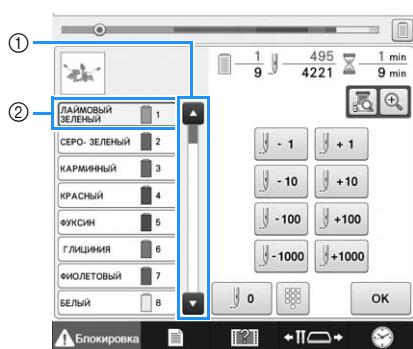 ①
②
1
9
495
4221
1 min
9 min
ЛАЙМОВЫЙ
ЗЕЛЕНЫЙ 1
СЕРО- ЗЕЛЕНЫЙ 2
КАРМИННЫЙ 3
КРАСНЫЙ 4
ФУКСИН 5
ГЛИЦИНИЯ 6
ФИОЛЕТОВЫЙ 7
БЕЛЫЙ 8
- 1 + 1
- 10 +10
- 100 +100
- 1000 +1000
0 OK
Блокировка